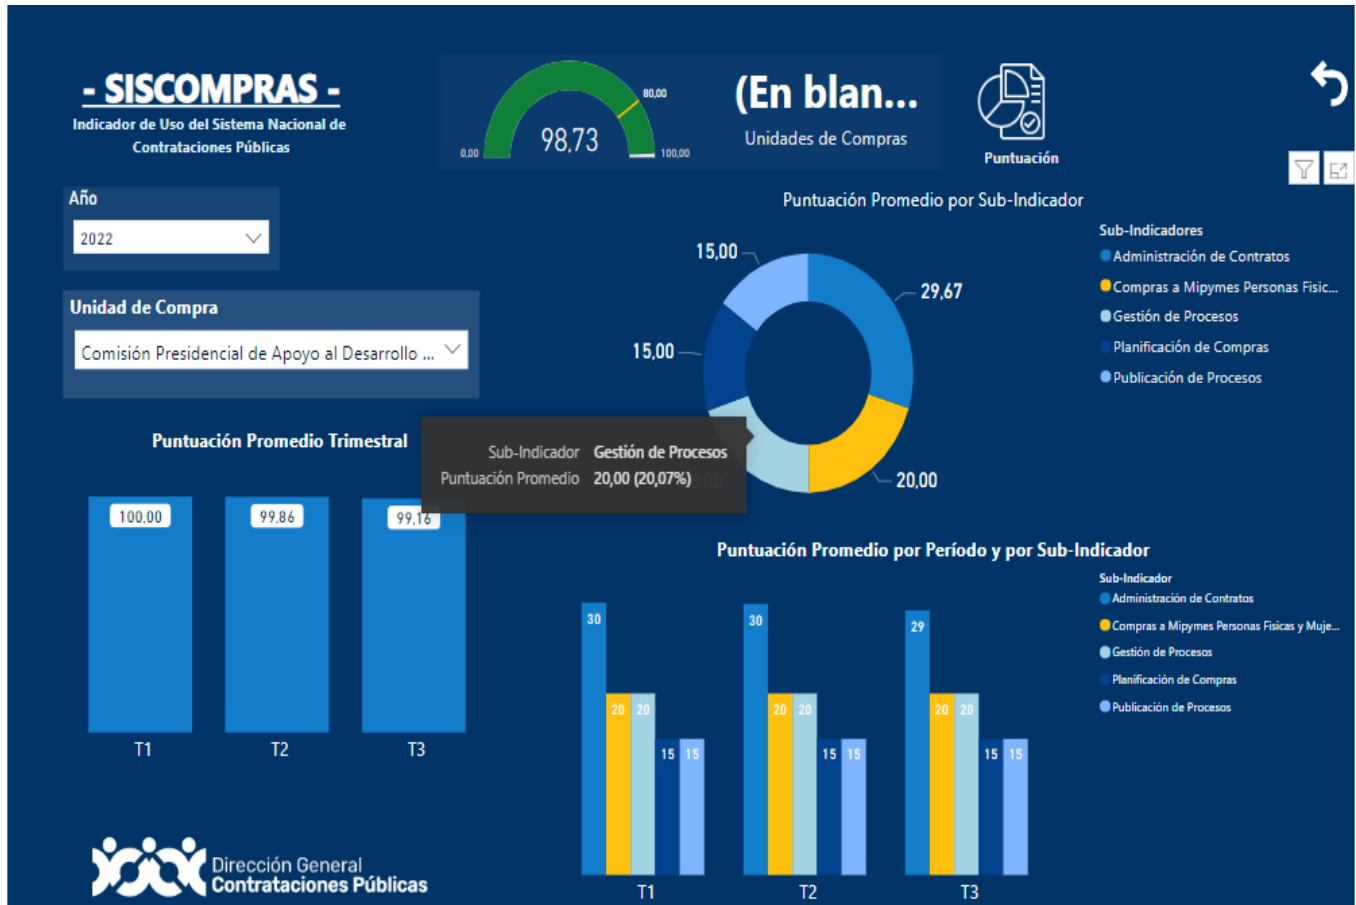 - SISCOMPRAS -
Indicador de Uso del Sistema Nacional de
Contrataciones Públicas
0,00
98,73
80,00
100,00
(En blan...
Unidades de Compras
Puntuación
Año
2022
Unidad de Compra
Comisión Presidencial de Apoyo al Desarrollo ...
Puntuación Promedio por Sub-Indicador
15,00
29,67
15,00
20,00
Sub-Indicadores
Administración de Contratos
Compras a Mipymes Personas Fisic...
Gestión de Procesos
Planificación de Compras
Publicación de Procesos
Sub-Indicador Gestión de Procesos
Puntuación Promedio 20,00 (20,07%)
Puntuación Promedio Trimestral
100,00
99,86
99,16
T1
T2
T3
Puntuación Promedio por Período y por Sub-Indicador
30
20
20
15
15
30
20
20
15
15
29
20
20
15
15
T1
T2
T3
Sub-Indicador
Administración de Contratos
Compras a Mipymes Personas Fisicas y Muje...
Gestión de Procesos
Planificación de Compras
Publicación de Procesos
Dirección General
Contrataciones Públicas